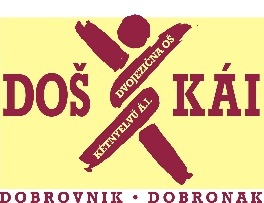 DOŠ KÁI
DVOJEZIČNA OŠ
KÉTNYELVŰ Á.I.
DOBROVNIK • DOBRONAK